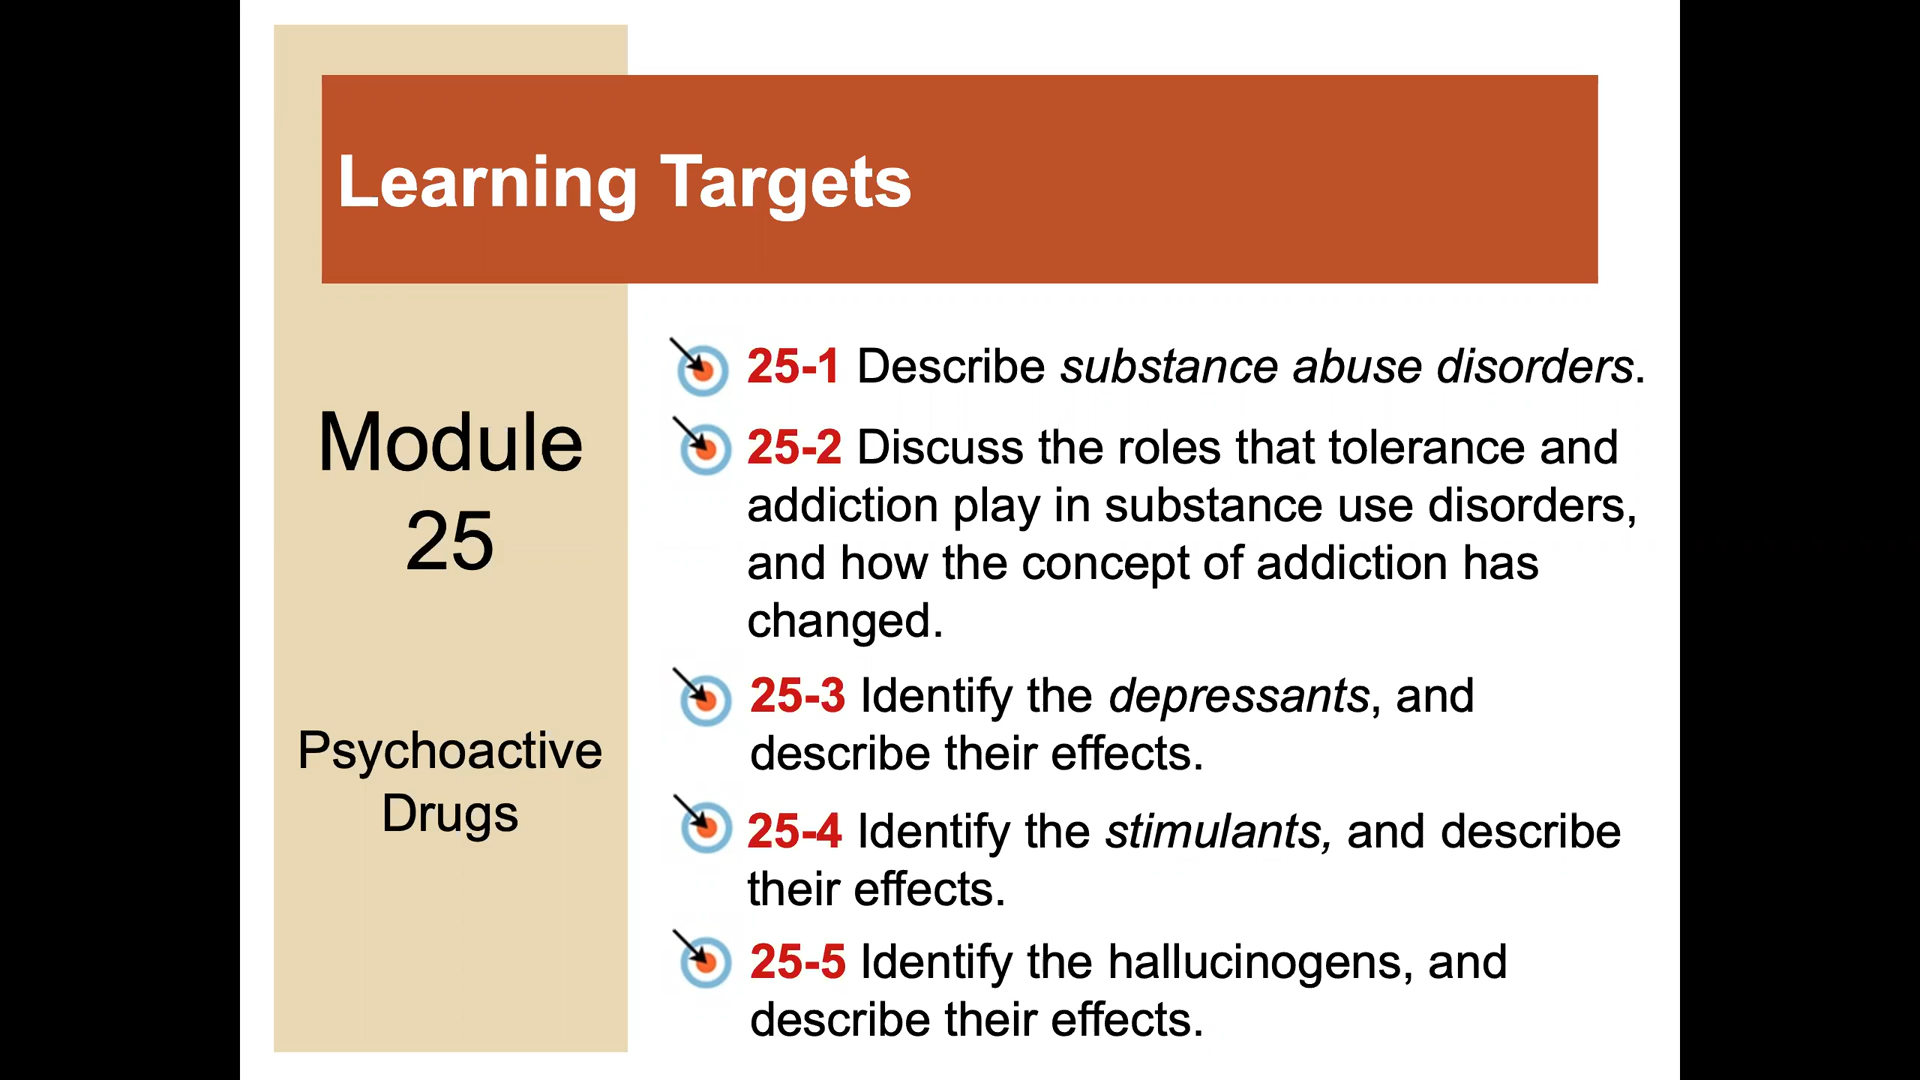 Learning Targets
Module
25
Psychoactive
Drugs
25-1 Describe substance abuse disorders.
25-2 Discuss the roles that tolerance and
addiction play in substance use disorders,
and how the concept of addiction has
changed.
25-3 Identify the depressants, and
describe their effects.
25-4 Identify the stimulants, and describe
their effects.
25-5 Identify the hallucinogens, and
describe their effects.